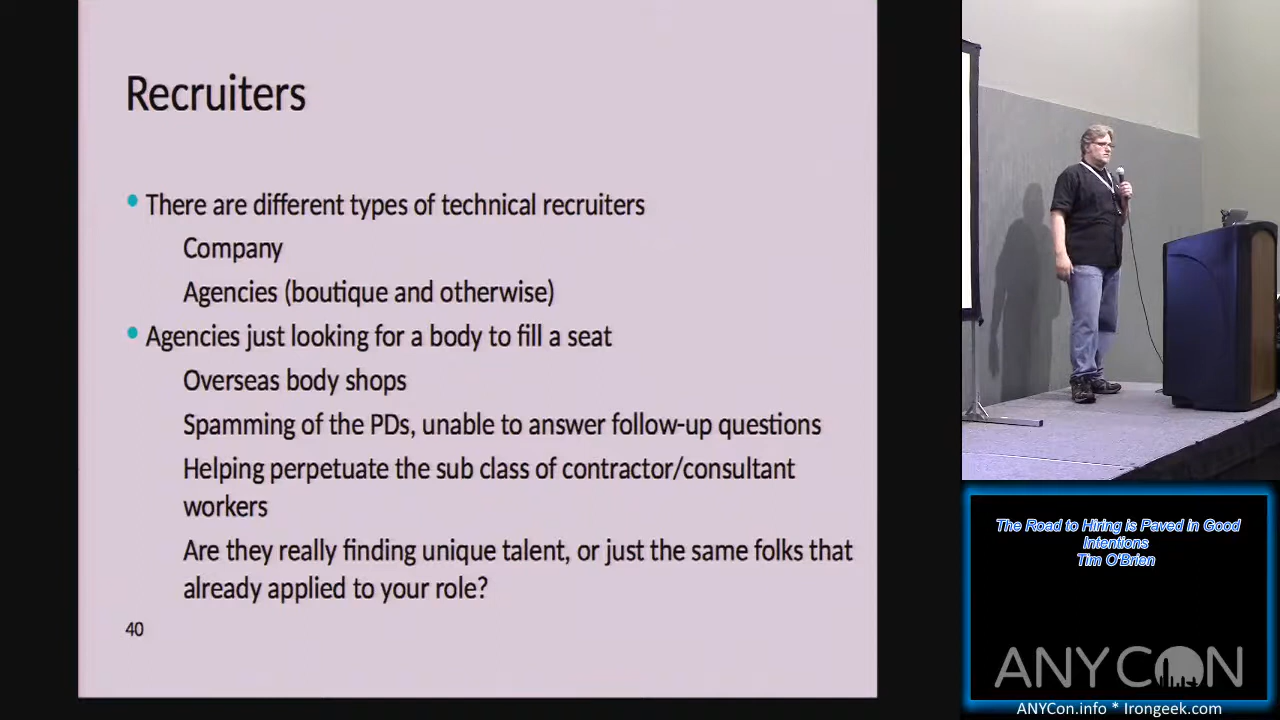 Recruiters
• There are different types of technical recruiters
Company
Agencies (boutique and otherwise)
• Agencies just looking for a body to fill a seat
Overseas body shops
Spamming of the PDs, unable to answer follow-up questions
Helping perpetuate the sub class of contractor/consultant
workers
Are they really finding unique talent, or just the same folks that
already applied to your role?
40
The Road to Hiring is Paved in Good
Intentions
Tim O'Brien
ANYCON
ANYCon.info * Irongeek.com